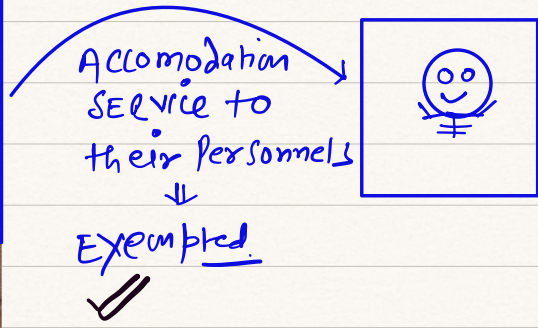 Accomodation
service to
their Personnels
⇓
Exempted